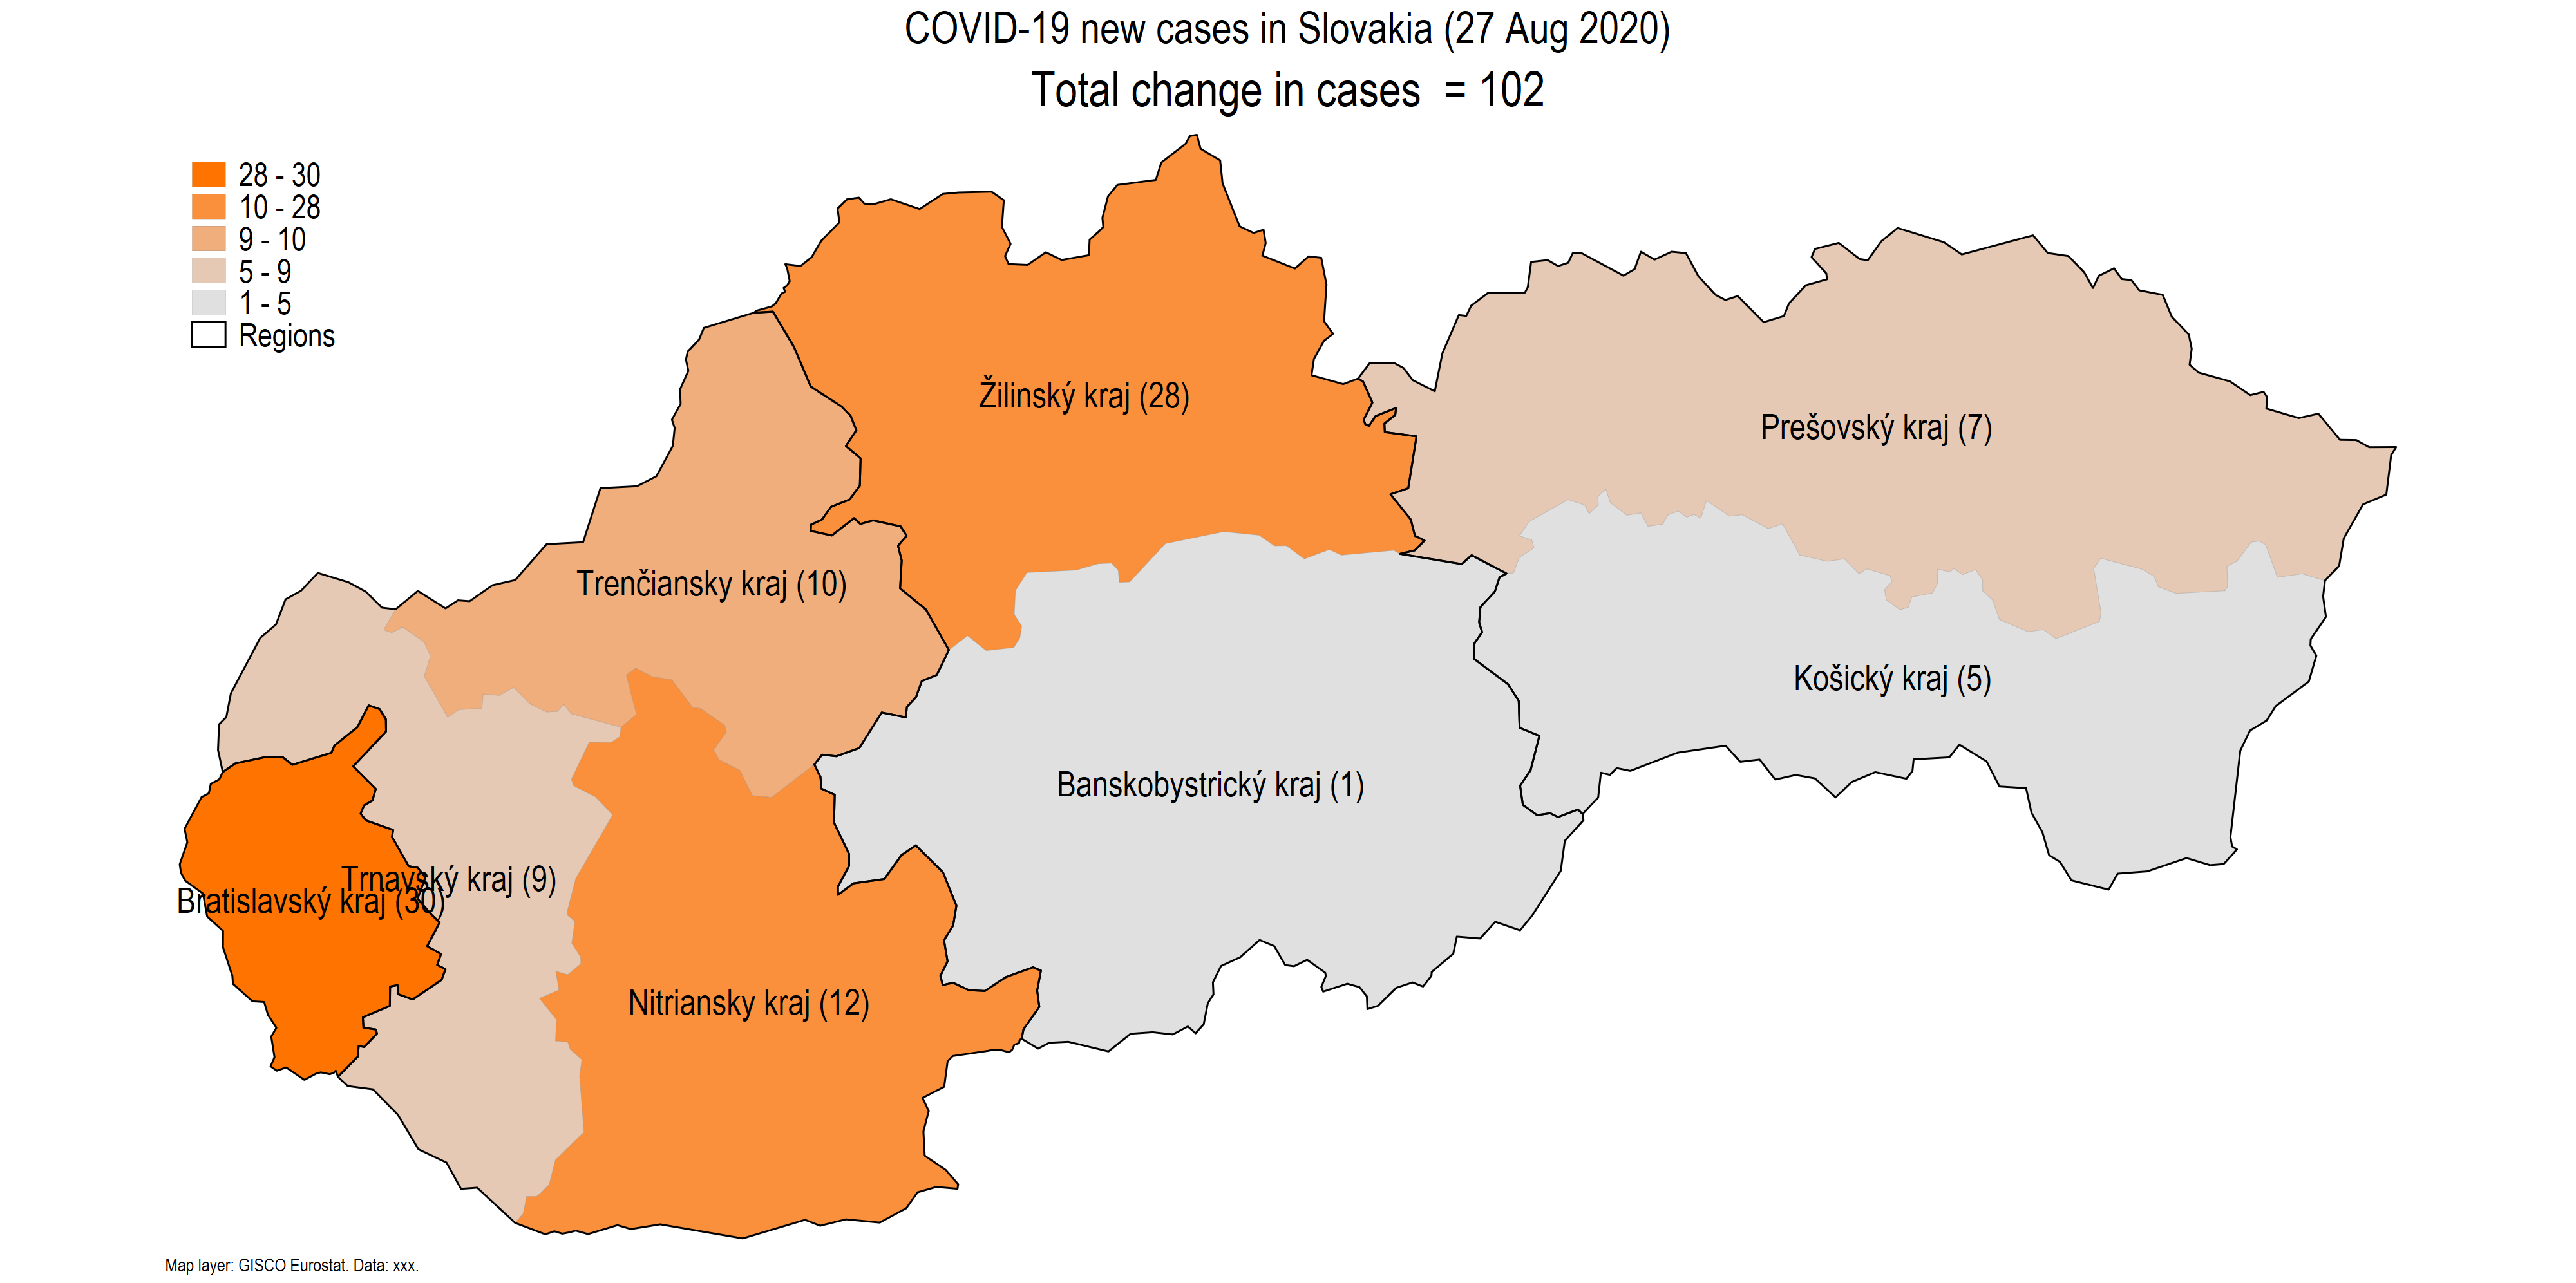 COVID-19 new cases in Slovakia (27 Aug 2020)
Total change in cases = 102
28 - 30
10 - 28
9 - 10
5 - 9
1 - 5
Regions
Žilinský kraj (28)
Prešovský kraj (7)
Trenčiansky kraj (10)
Košický kraj (5)
Banskobystrický kraj (1)
Trnavský kraj (9)
Bratislavský kraj (30)
Nitriansky kraj (12)
Map layer: GISCO Eurostat. Data: xxx.